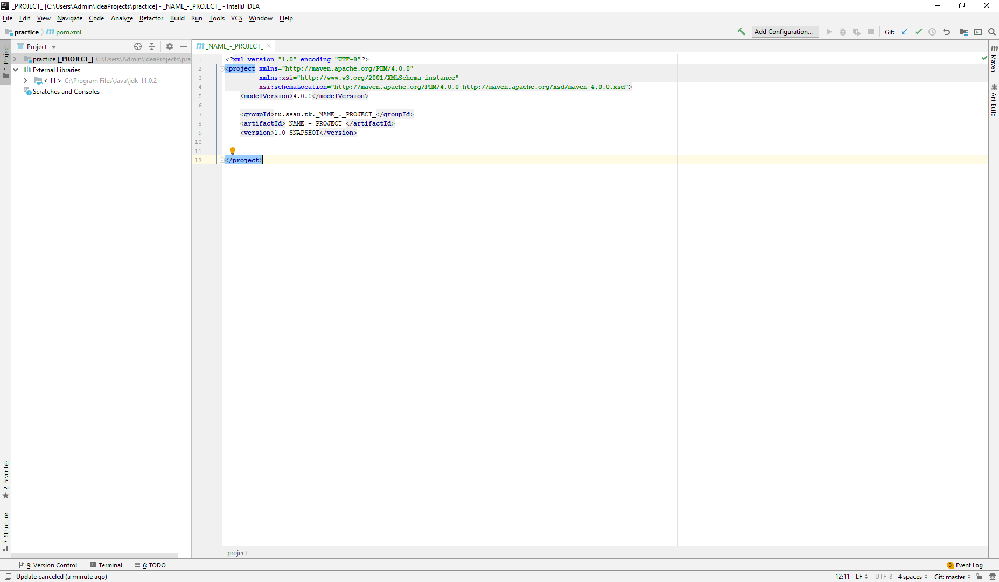 _PROJECT_ [C:\Users\Admin\IdeaProjects\practice] - _NAME_-_PROJECT_ - IntelliJ IDEA
File Edit View Navigate Code Analyze Refactor Build Run Tools VCS Window Help
practice pom.xml
Add Configuration... Git:
Project
_NAME_-_PROJECT_
1: Project
practice [_PROJECT_] C:\Users\Admin\IdeaProjects\pra
External Libraries
< 11 > C:\Program Files\Java\jdk-11.0.2
Scratches and Consoles
1 <?xml version="1.0" encoding="UTF-8"?>
2 <project xmlns="http://maven.apache.org/POM/4.0.0"
3 xmlns:xsi="http://www.w3.org/2001/XMLSchema-instance"
4 xsi:schemaLocation="http://maven.apache.org/POM/4.0.0 http://maven.apache.org/xsd/maven-4.0.0.xsd">
5 <modelVersion>4.0.0</modelVersion>
6
7 <groupId>ru.ssau.tk._NAME_._PROJECT_</groupId>
8 <artifactId>_NAME_-_PROJECT_</artifactId>
9 <version>1.0-SNAPSHOT</version>
10
11
12 </project>
Maven
Ant Build
2: Favorites
7: Structure
project
9: Version Control Terminal 6: TODO
3 Event Log
Update canceled (a minute ago)
12:11 LF UTF-8 4 spaces Git: master